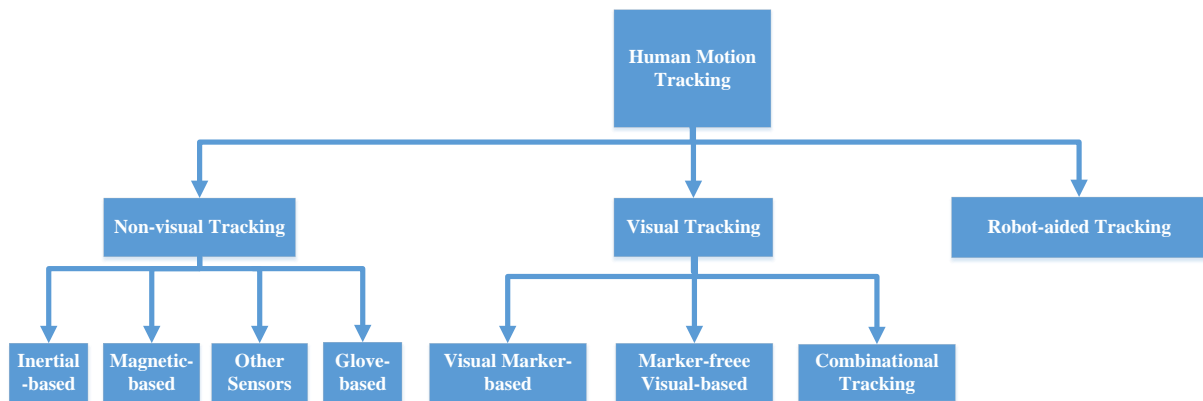 Human Motion
Tracking
Non-visual Tracking
Visual Tracking
Robot-aided Tracking
Inertial
-based
Magnetic-
based
Other
Sensors
Glove-
based
Visual Marker-
based
Marker-freee
Visual-based
Combinational
Tracking